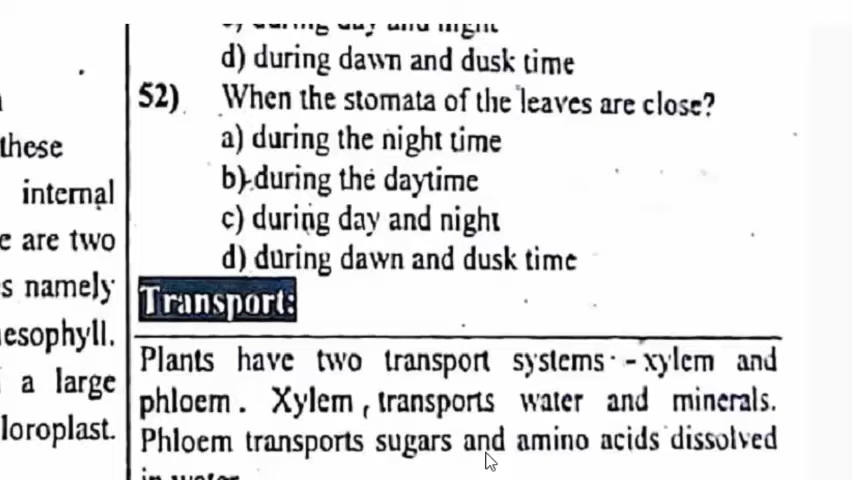 d) during dawn and dusk time
52) When the stomata of the leaves are close?
a) during the night time
b) during the daytime
c) during day and night
d) during dawn and dusk time
Transport:
Plants have two transport systems - xylem and
phloem. Xylem, transports water and minerals.
Phloem transports sugars and amino acids dissolved
in water
these
internal
e are two
s namely
esophyll.
a large
loroplast.